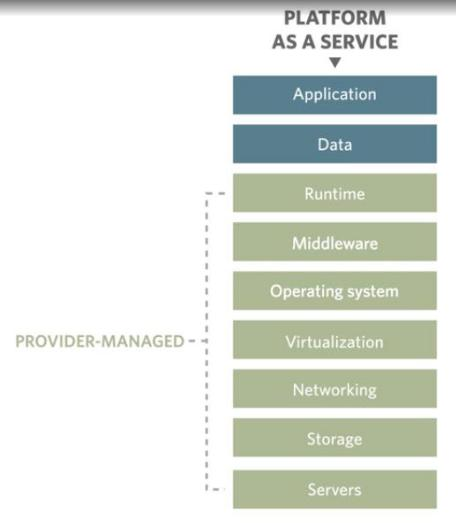 PLATFORM
AS A SERVICE
Application
Data
Runtime
Middleware
Operating system
PROVIDER-MANAGED
Virtualization
Networking
Storage
Servers